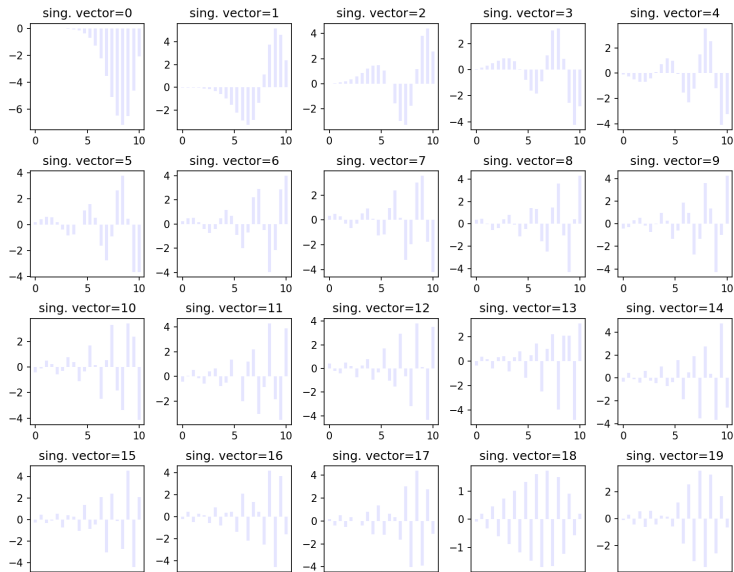 sing. vector=0 sing. vector=1 sing. vector=2 sing. vector=3 sing. vector=4
0 5 4 4
−2 4 2 2 2
−4 2 0 0 0
−6 0 −2 −2 −2
−2 −4 −4
0 5 10 0 5 10 0 5 10 0 5 10 0 5 10
sing. vector=5 sing. vector=6 sing. vector=7 sing. vector=8 sing. vector=9
4 4 4 4
2 2 2 2 2
0 0 0 0 0
−2 −2 −2 −2 −2
−4 −4 −4 −4 −4
0 5 10 0 5 10 0 5 10 0 5 10 0 5 10
sing. vector=10 sing. vector=11 sing. vector=12 sing. vector=13 sing. vector=14
4 4 4
2 2 2 2 2
0 0 0 0 0
−2 −2 −2 −2 −2
−4 −4 −4
0 5 10 0 5 10 0 5 10 0 5 10 0 5 10
sing. vector=15 sing. vector=16 sing. vector=17 sing. vector=18 sing. vector=19
4 4 4
2 2 2 1 2
0 0 0 0 0
−2 −2 −2 −1 −2
−4 −4 −4